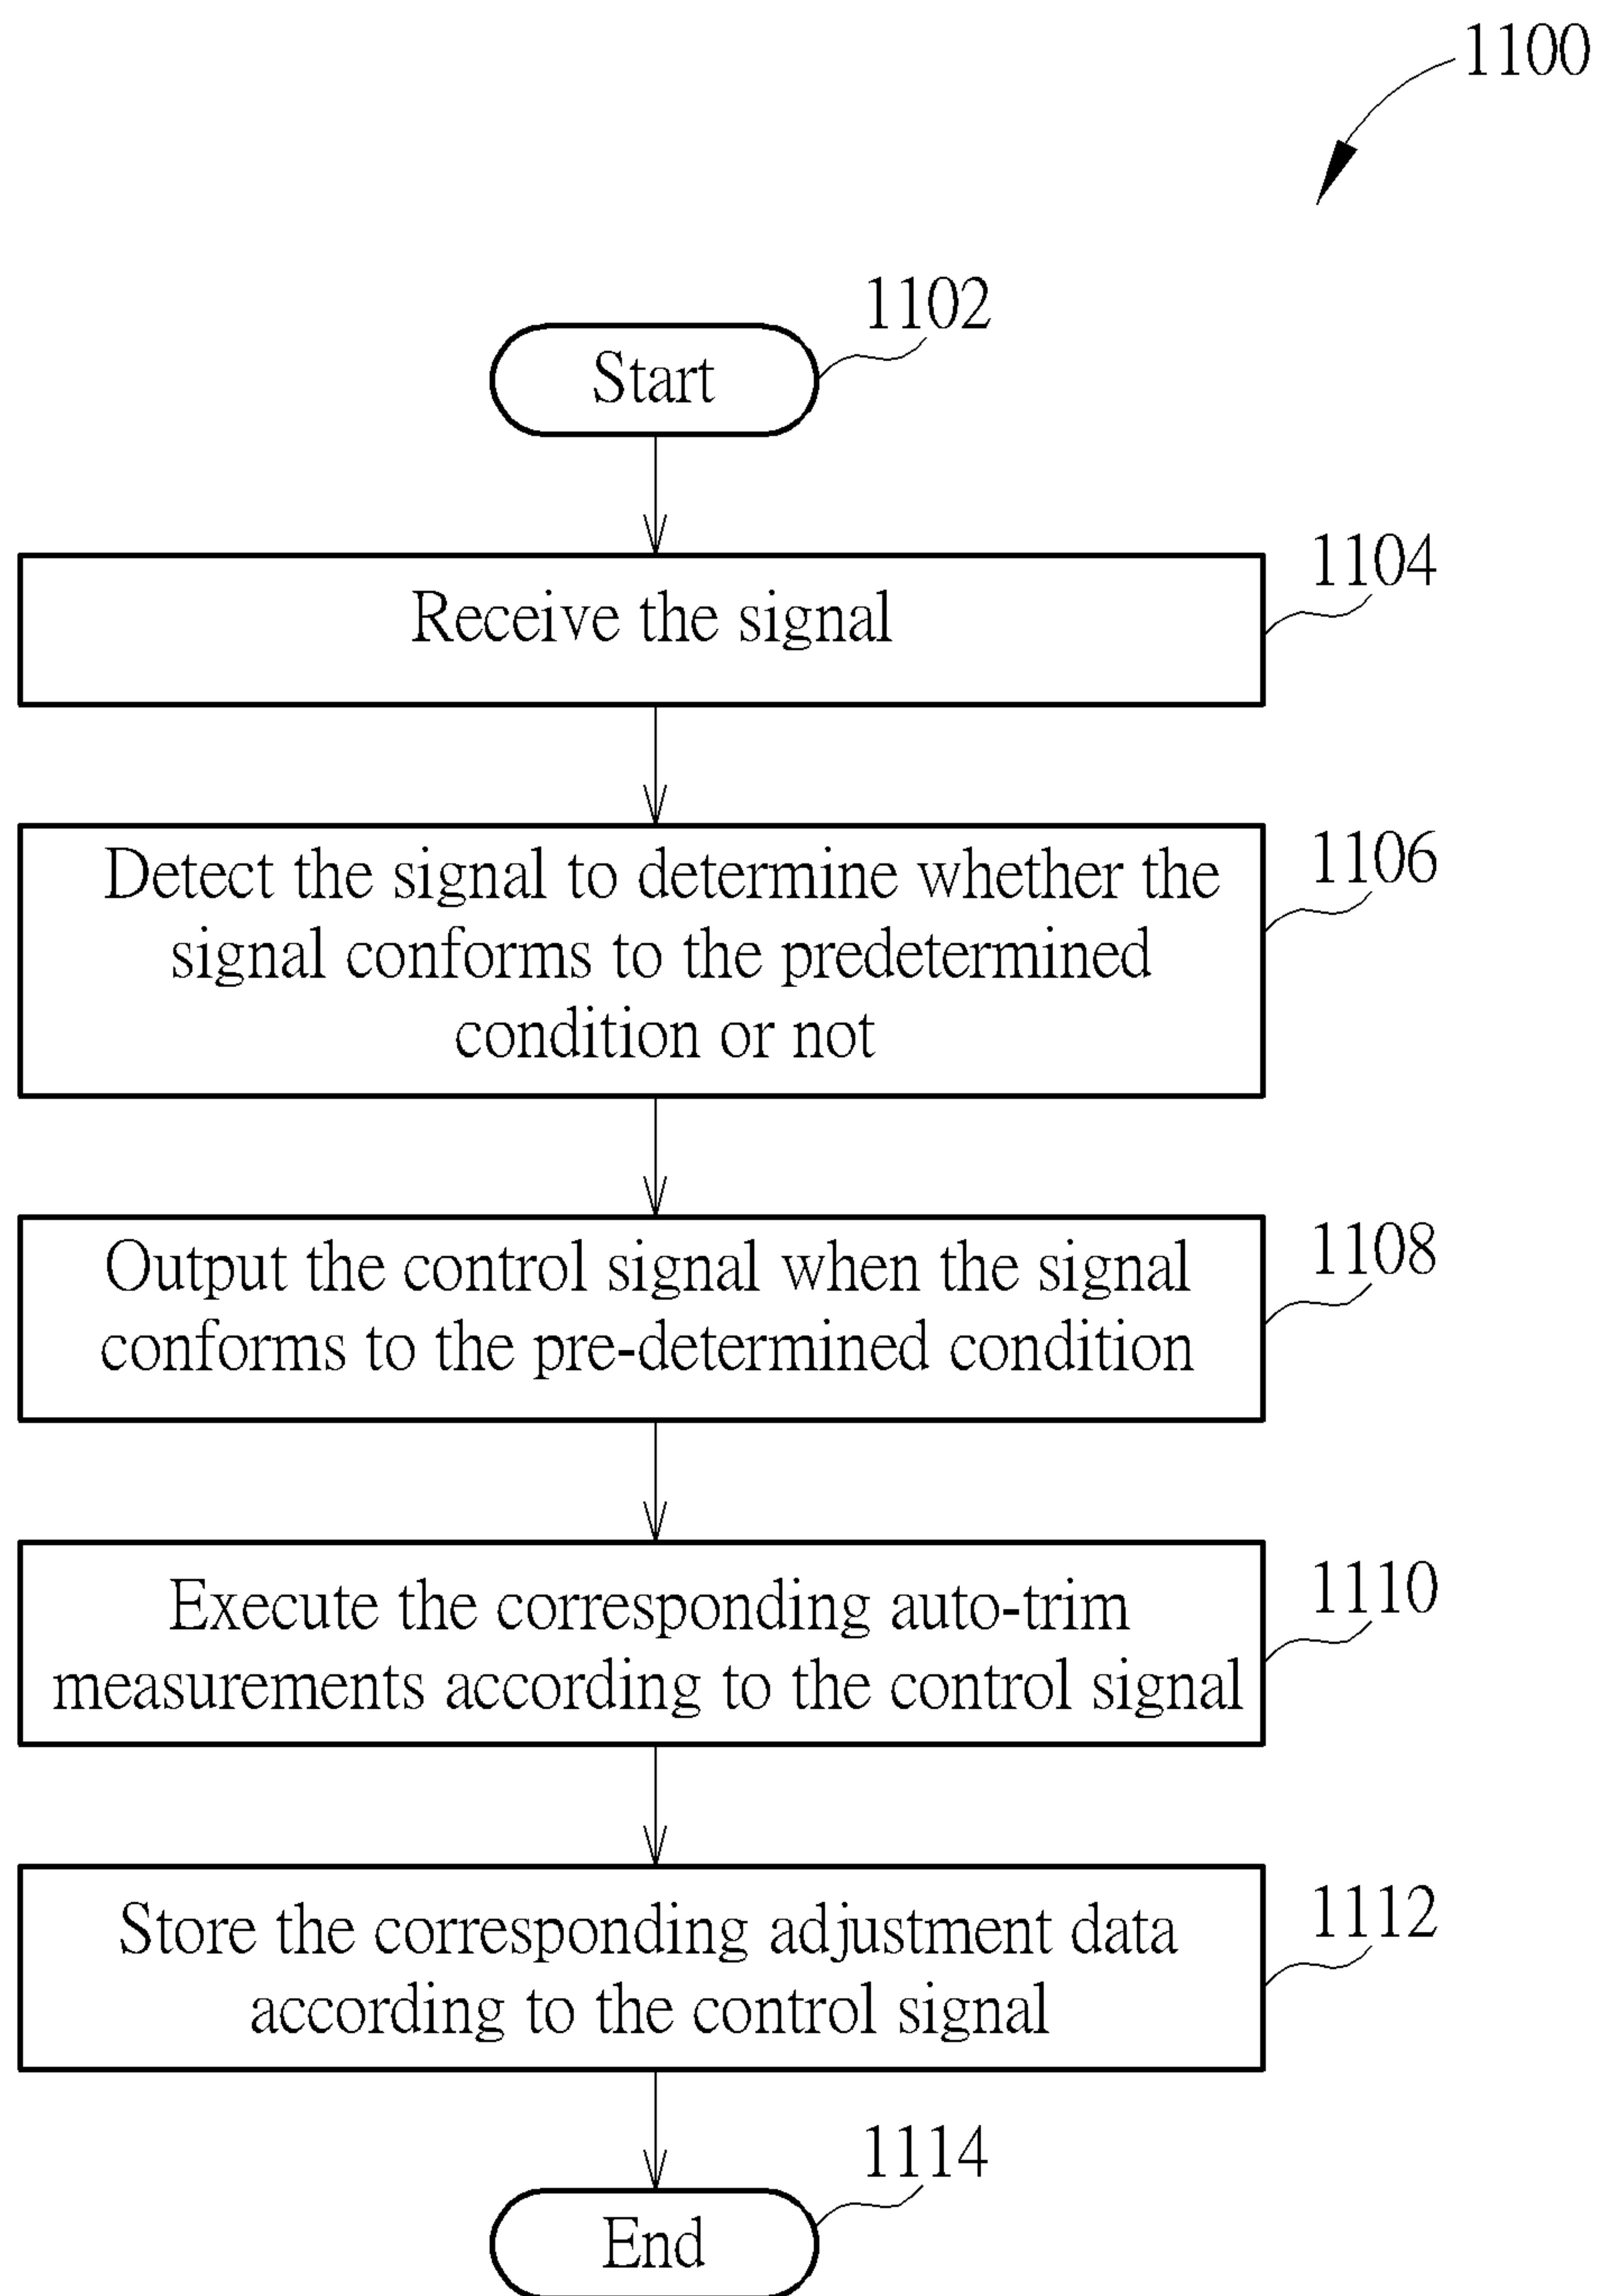 1100
1102
Start
1104
Receive the signal
1106
Detect the signal to determine whether the
signal conforms to the predetermined
condition or not
1108
Output the control signal when the signal
conforms to the pre-determined condition
1110
Execute the corresponding auto-trim
measurements according to the control signal
1112
Store the corresponding adjustment data
according to the control signal
1114
End